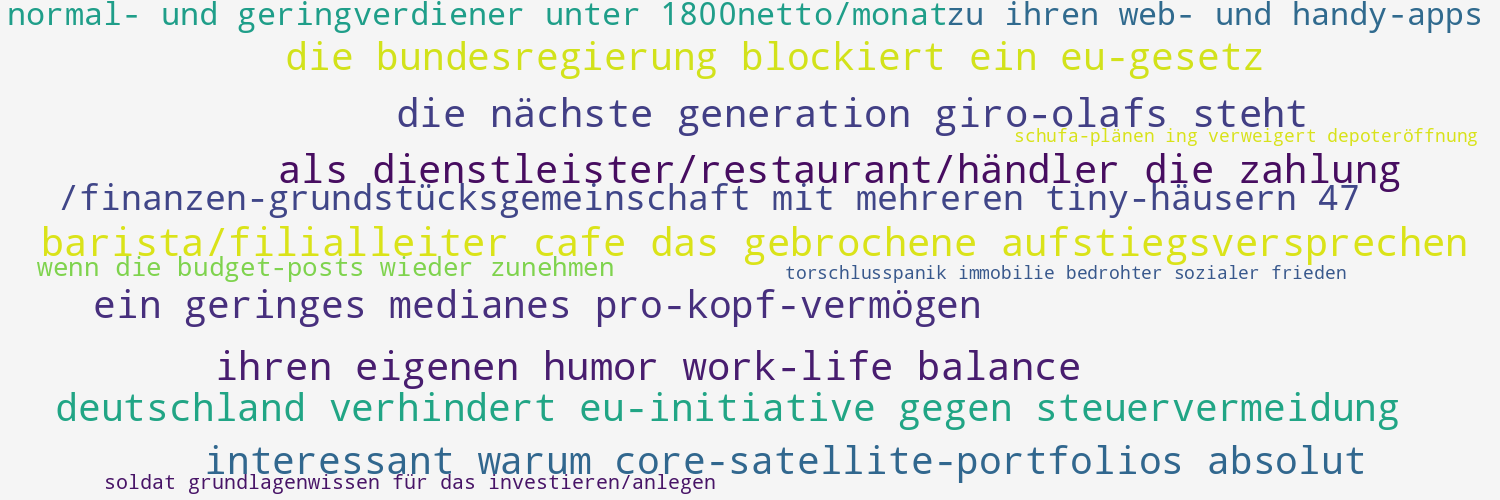 normal- und geringverdiener unter 1800netto/monat
zu ihren web- und handy-apps
die bundesregierung blockiert ein eu-gesetz
die nächste generation giro-olafs steht
schufa-plänen ing verweigert depoteröffnung
als dienstleister/restaurant/händler die zahlung
/finanzen-grundstücksgemeinschaft mit mehreren tiny-häusern 47
barista/filialleiter cafe das gebrochene aufstiegsversprechen
wenn die budget-posts wieder zunehmen
torschlusspanik immobilie bedrohter sozialer frieden
ein geringes medianes pro-kopf-vermögen
ihren eigenen humor work-life balance
deutschland verhindert eu-initiative gegen steuervermeidung
interessant warum core-satellite-portfolios absolut
soldat grundlagenwissen für das investieren/anlegen